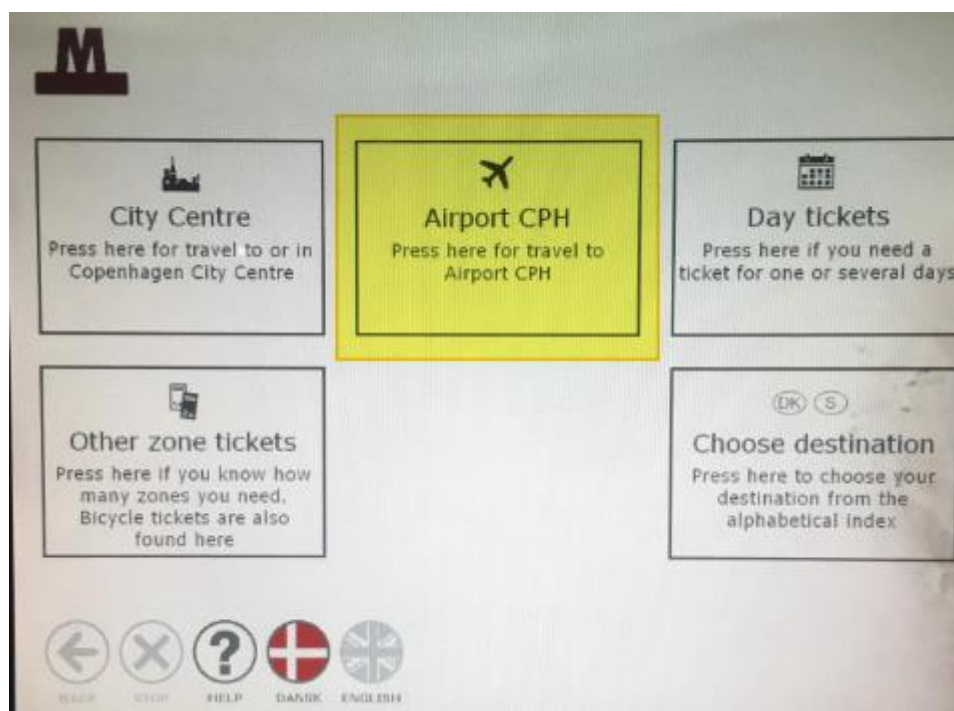 M
City Centre
Press here for travel to or in
Copenhagen City Centre
Airport CPH
Press here for travel to
Airport CPH
Day tickets
Press here if you need a
ticket for one or several days
Other zone tickets
Press here if you know how
many zones you need.
Bicycle tickets are also
found here
DK S
Choose destination
Press here to choose your
destination from the
alphabetical index
BACK STOP HELP DANSK ENGLISH